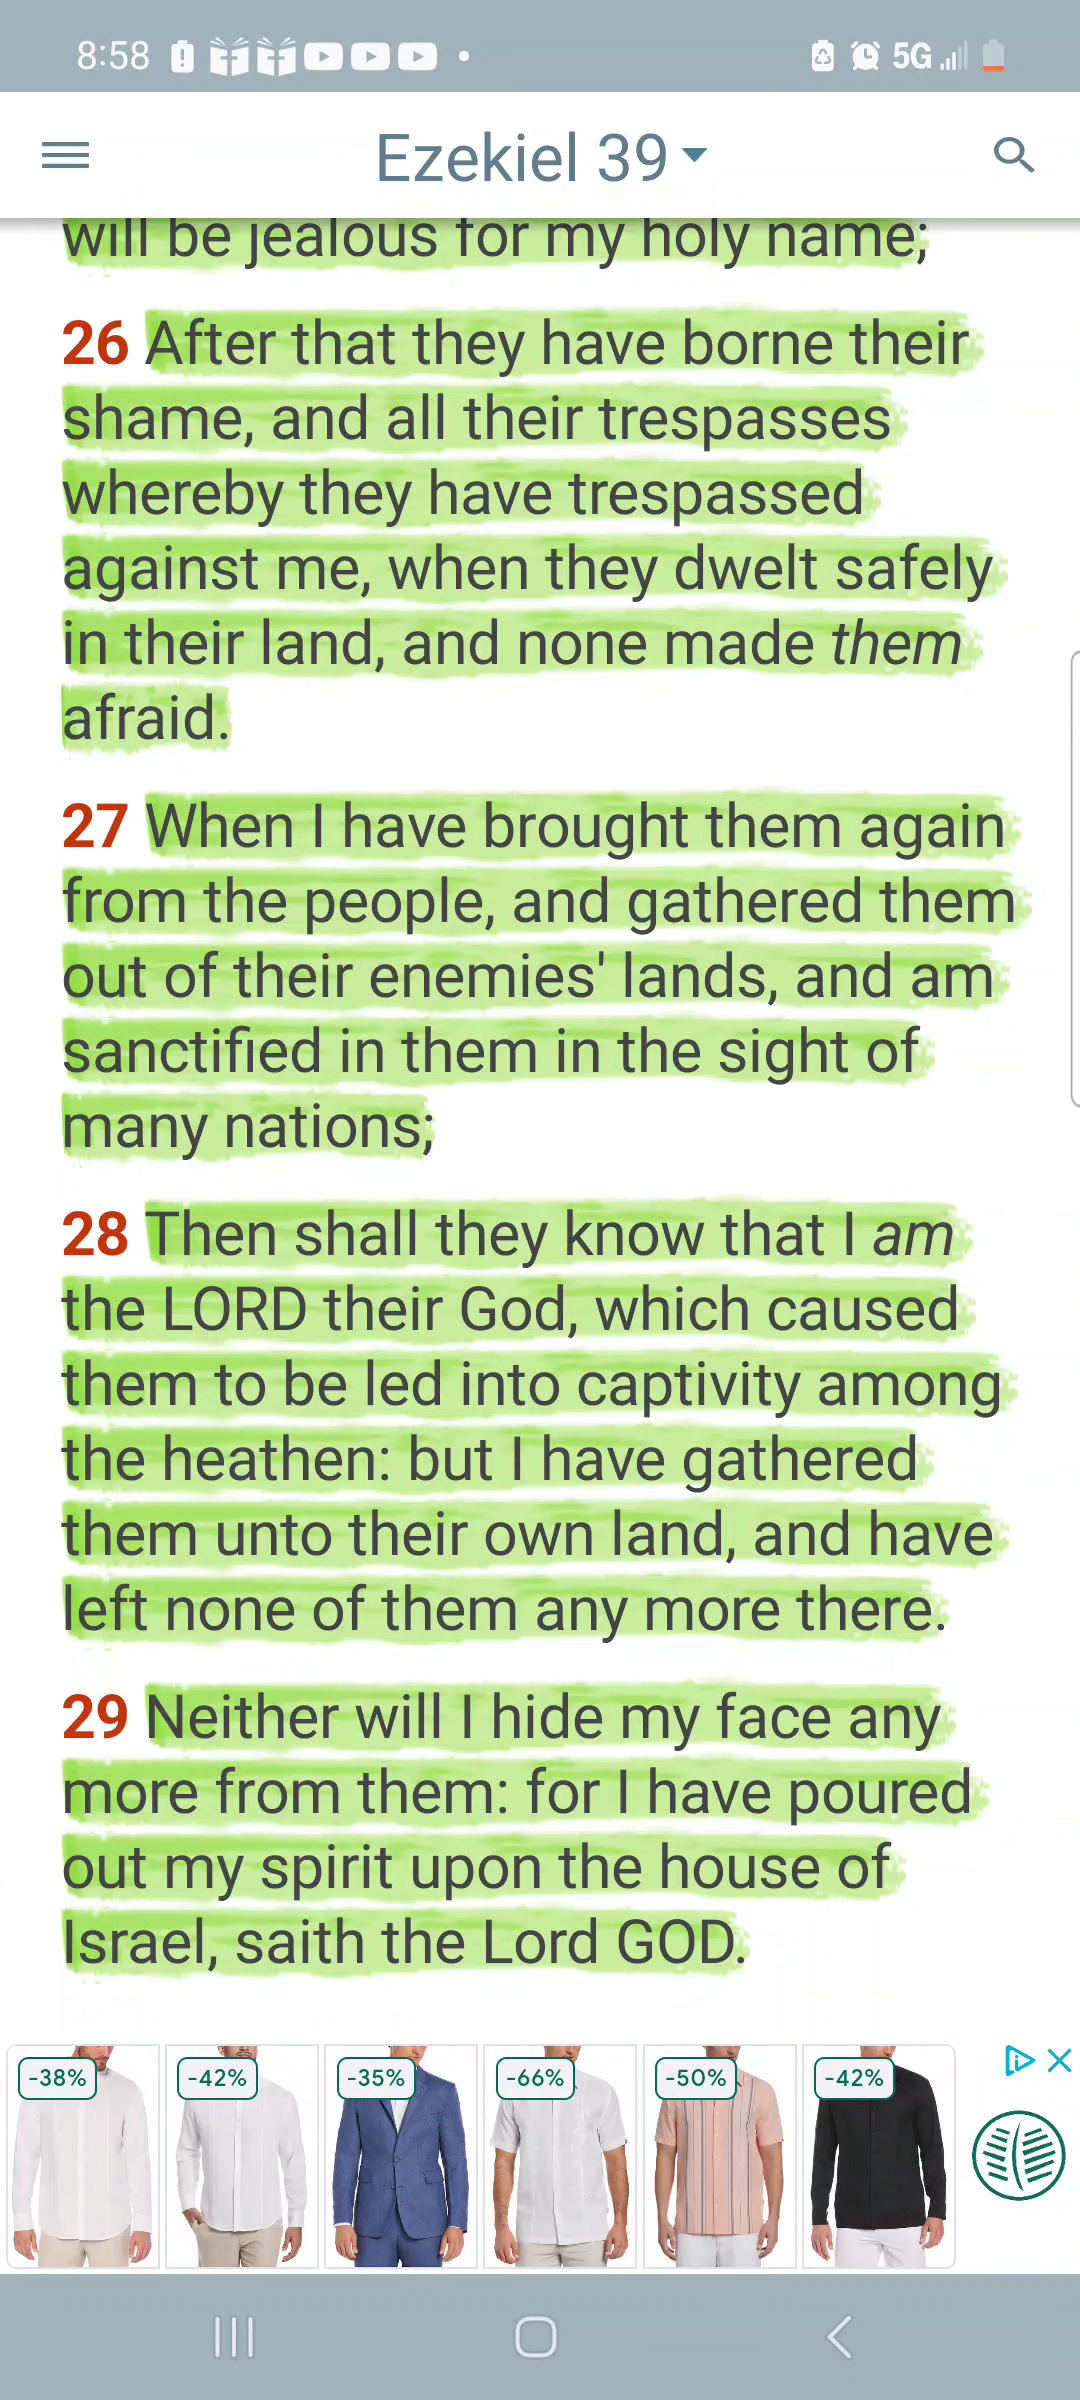 8:58 5G
Ezekiel 39
will be jealous for my holy name;
26 After that they have borne their
shame, and all their trespasses
whereby they have trespassed
against me, when they dwelt safely
in their land, and none made them
afraid.
27 When I have brought them again
from the people, and gathered them
out of their enemies' lands, and am
sanctified in them in the sight of
many nations;
28 Then shall they know that I am
the LORD their God, which caused
them to be led into captivity among
the heathen: but I have gathered
them unto their own land, and have
left none of them any more there.
29 Neither will I hide my face any
more from them: for I have poured
out my spirit upon the house of
Israel, saith the Lord GOD.
-38% -42% -35% -66% -50% -42%